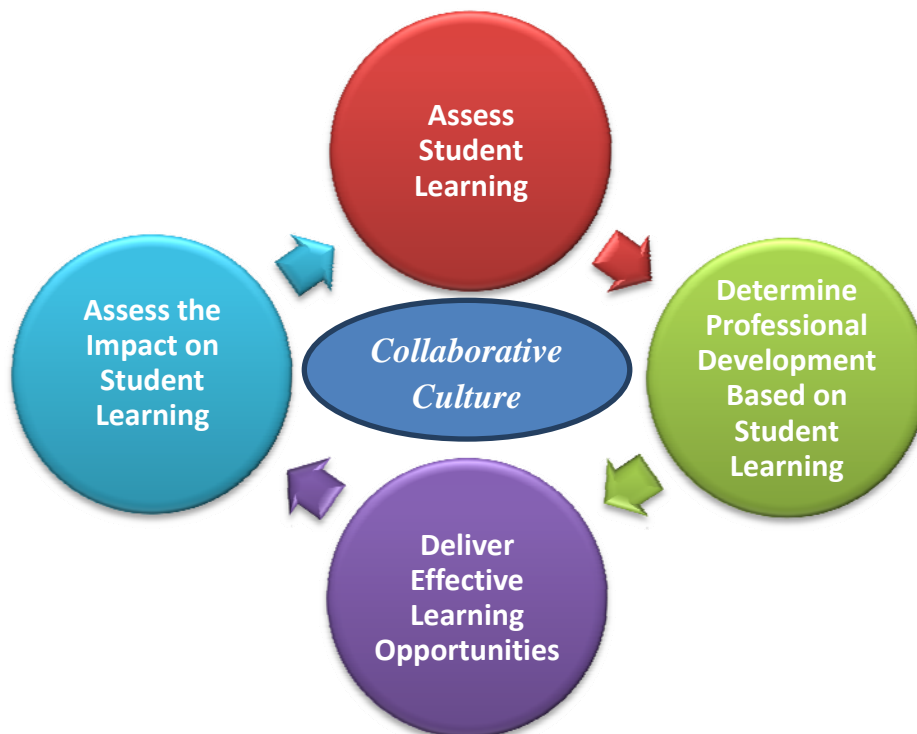 Assess
Student
Learning
Determine
Professional
Development
Based on
Student
Learning
Deliver
Effective
Learning
Opportunities
Assess the
Impact on
Student
Learning
Collaborative
Culture